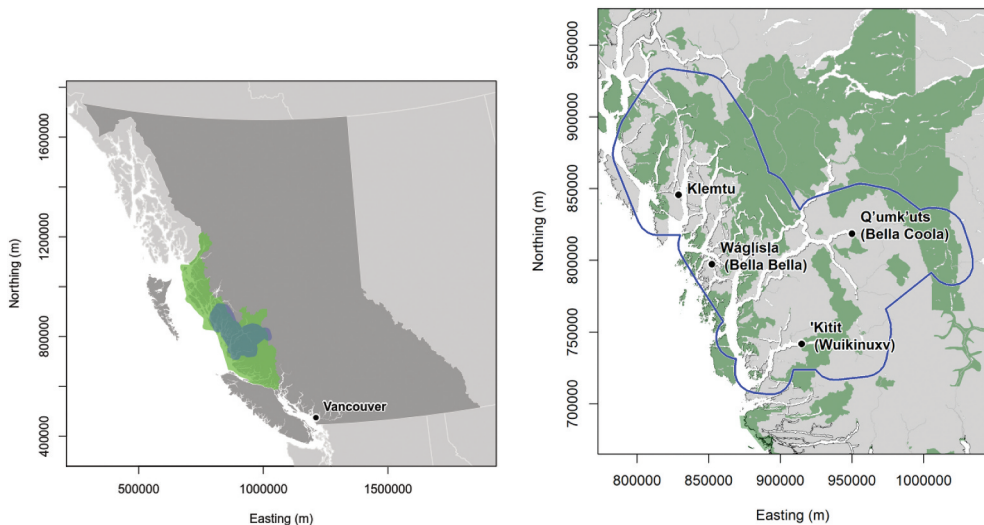 1600000
1200000
Northing (m)
800000
400000
Vancouver
500000
1000000
1500000
Easting (m)
950000
900000
850000
Northing (m)
800000
750000
700000
Klemtu
Q'umk'uts
(Bella Coola)
Wágḷísla
(Bella Bella)
'Kitit
(Wuikinuxv)
800000
850000
900000
950000
1000000
Easting (m)